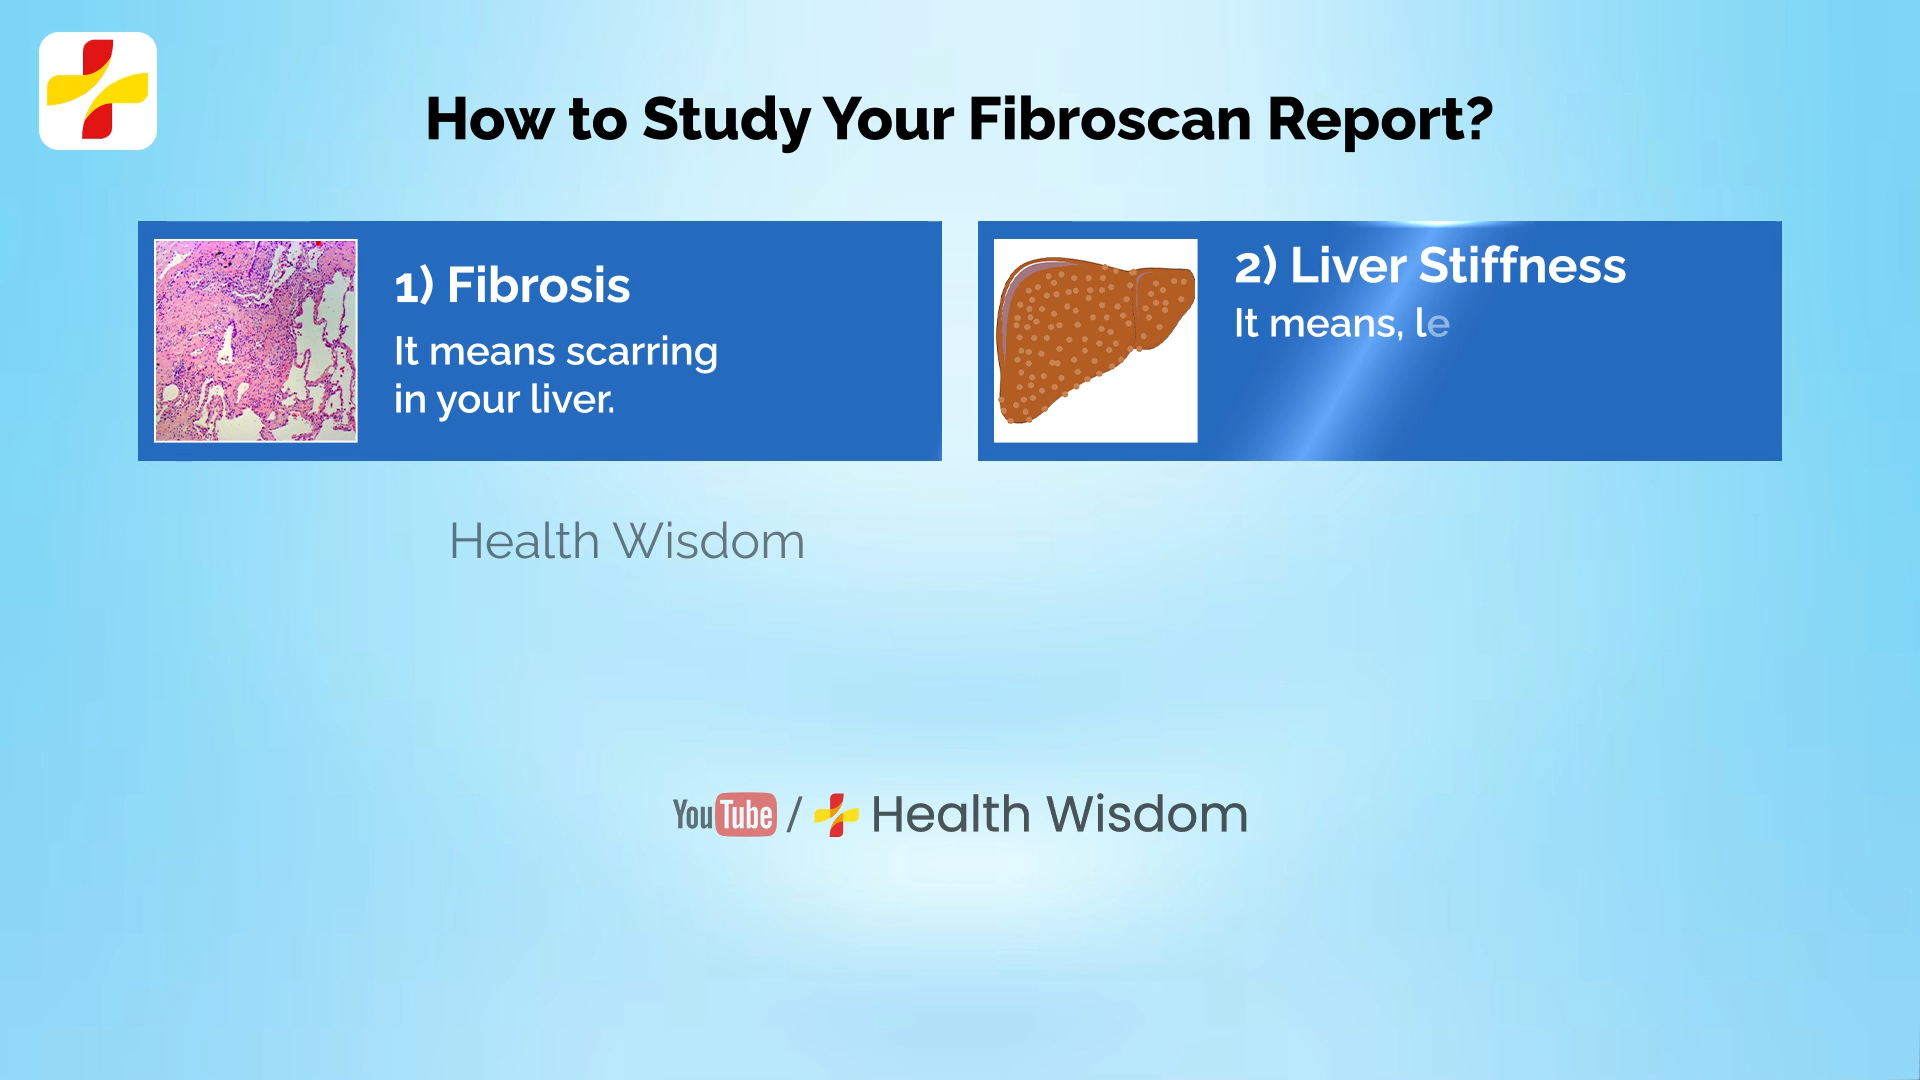 How to Study Your Fibroscan Report?
1) Fibrosis
It means scarring
in your liver.
2) Liver Stiffness
It means, le
Health Wisdom
YouTube / Health Wisdom